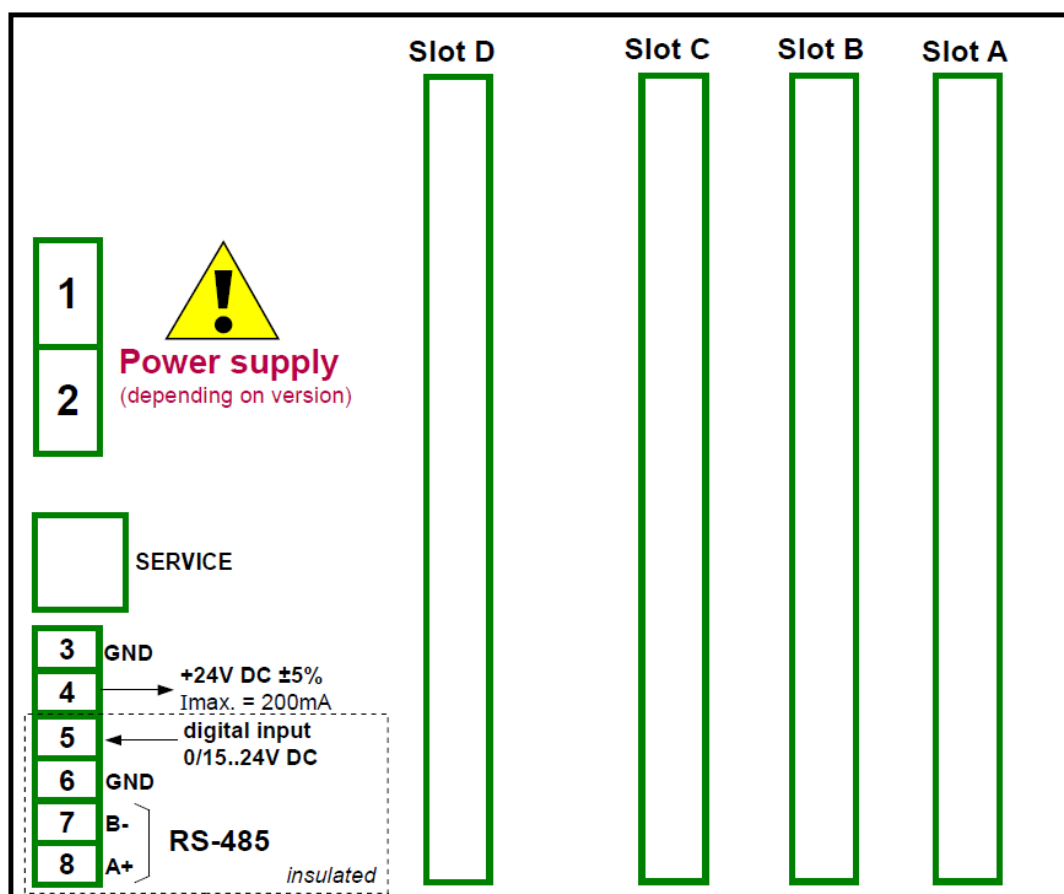 Slot D
Slot C
Slot B
Slot A
1
!
Power supply
2
(depending on version)
SERVICE
3 GND
+24V DC ±5%
4
Imax. = 200mA
digital input
5
0/15..24V DC
6 GND
7 B-
RS-485
8 A+
insulated